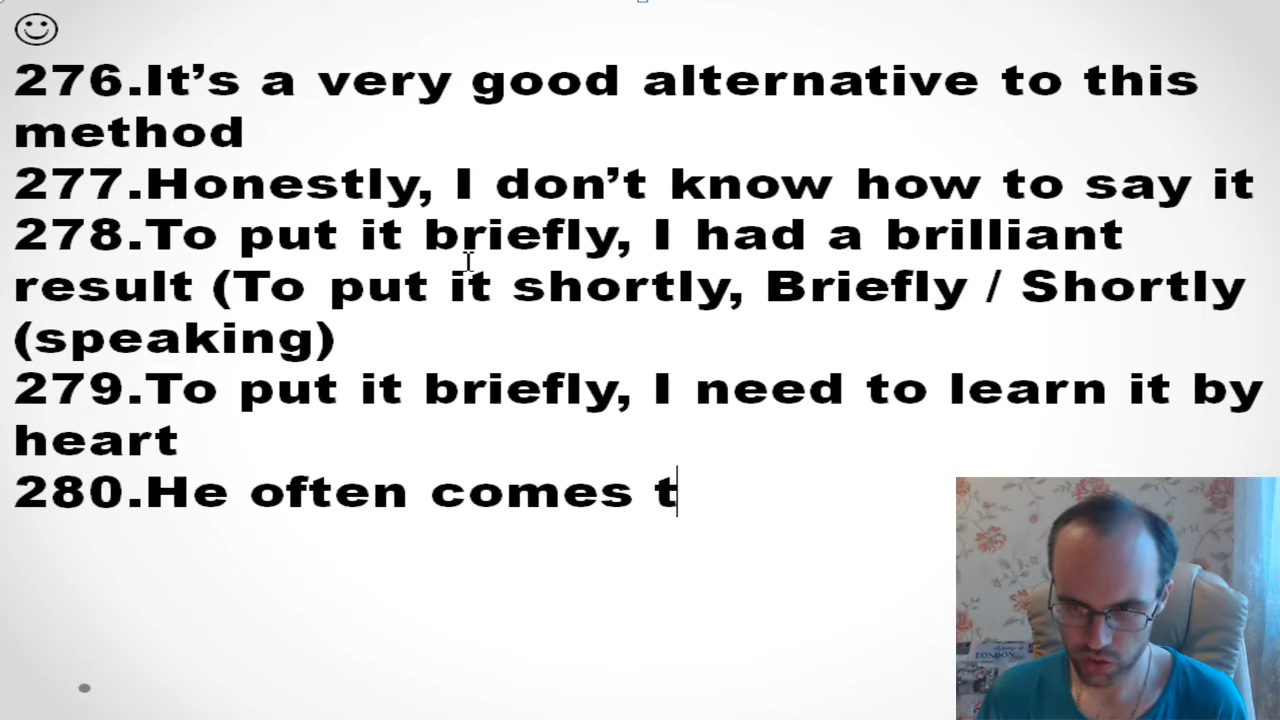 276.It’s a very good alternative to this
method
277.Honestly, I don’t know how to say it
278.To put it briefly, I had a brilliant
result (To put it shortly, Briefly / Shortly
(speaking)
279.To put it briefly, I need to learn it by
heart
280.He often comes t
LONDON